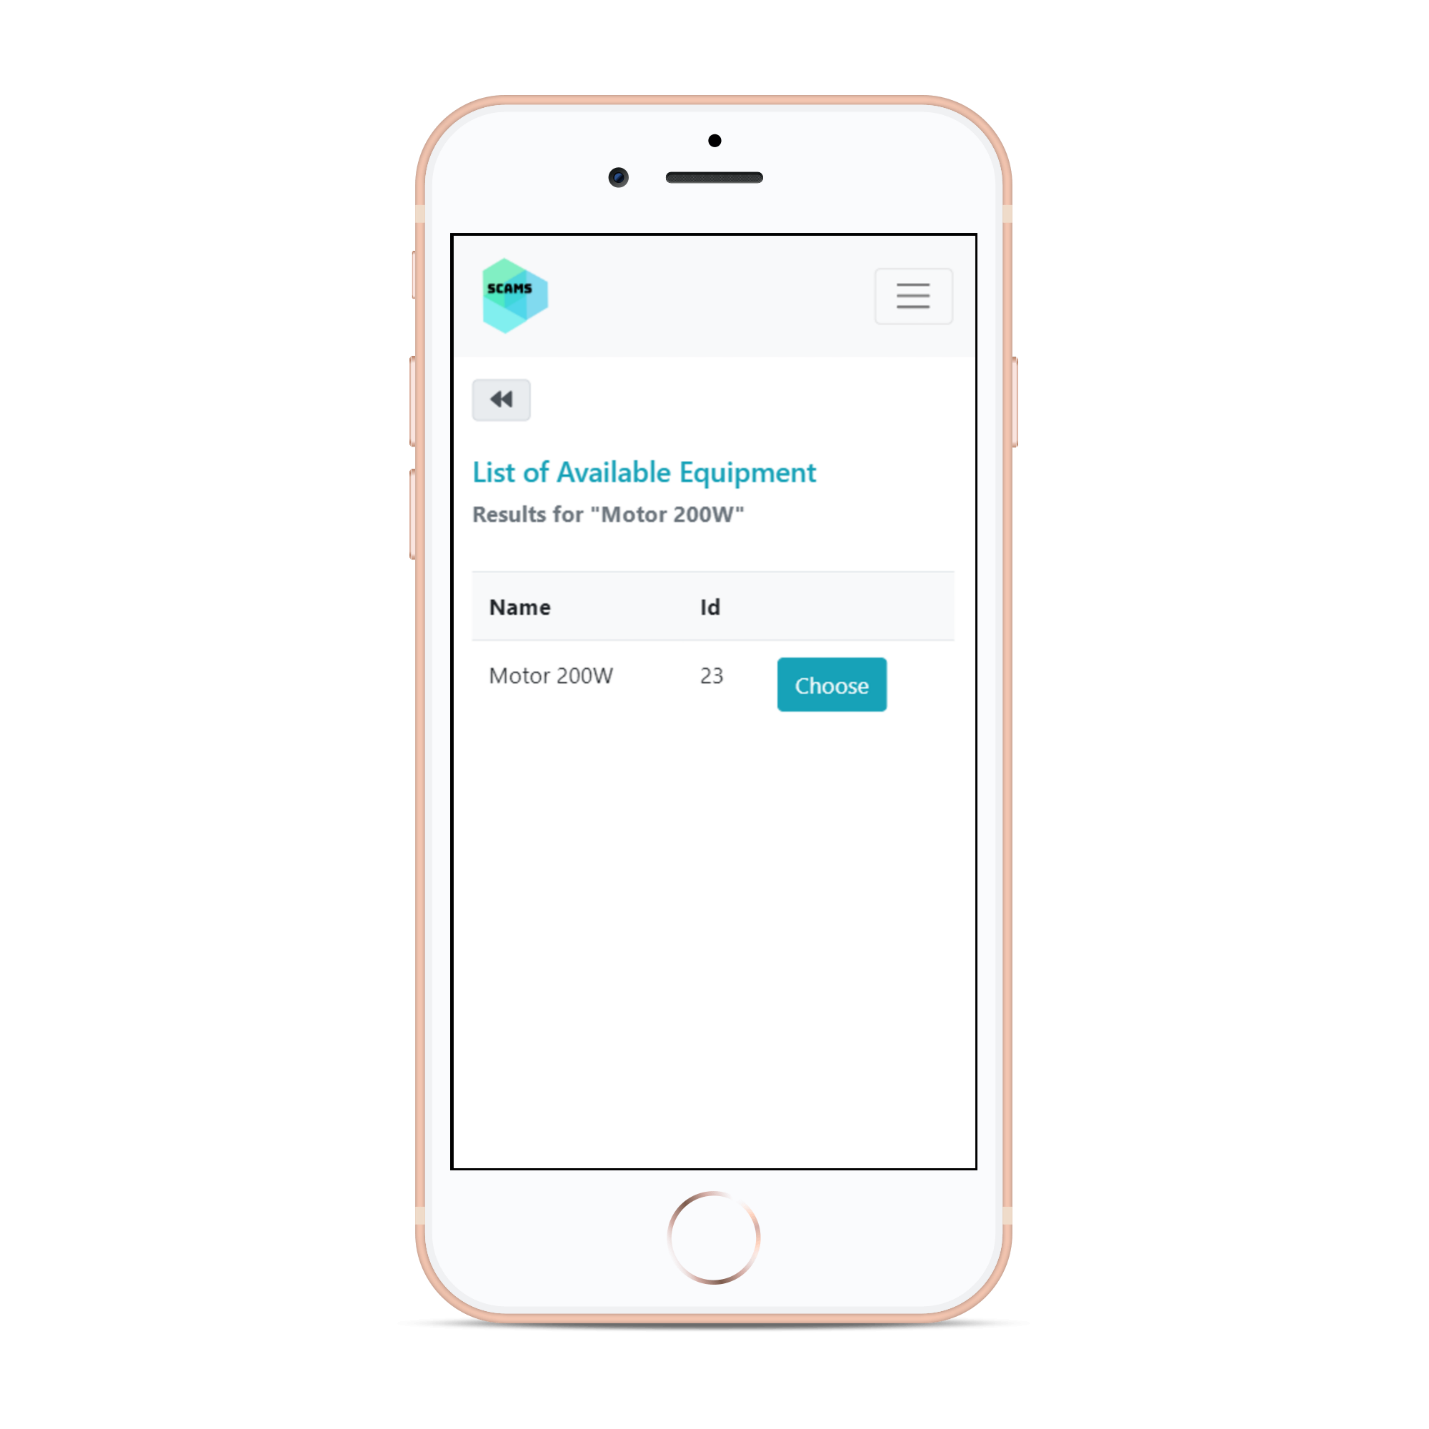 SCAMS
List of Available Equipment
Results for "Motor 200W"
Name Id
Motor 200W 23 Choose